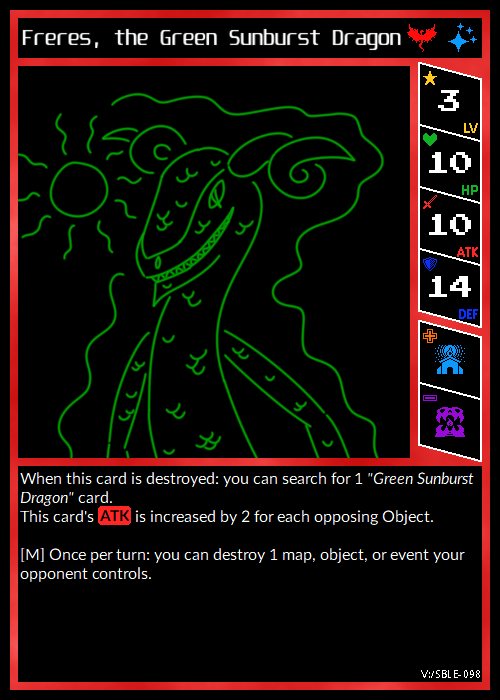 Freres, the Green Sunburst Dragon
3
LV
10
HP
10
ATK
14
DEF
When this card is destroyed: you can search for 1 "Green Sunburst
Dragon" card.
This card's ATK is increased by 2 for each opposing Object.
[M] Once per turn: you can destroy 1 map, object, or event your
opponent controls.
V:/SBLE-098